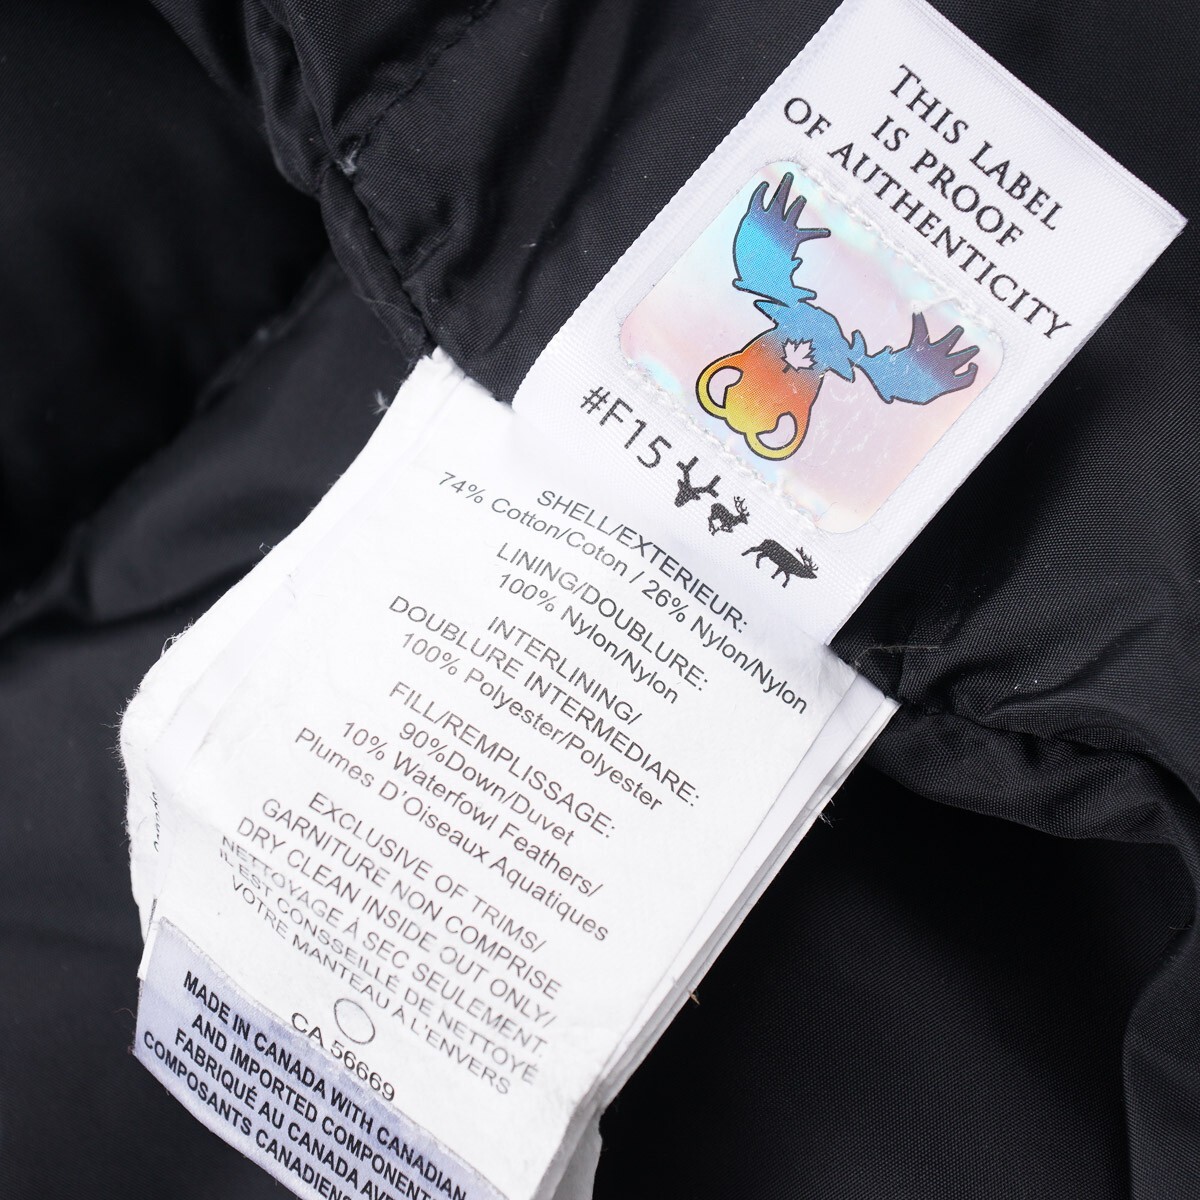 THIS LABEL
IS PROOF
OF AUTHENTICITY
#F15
SHELL/EXTERIEUR:
74% Cotton/Coton / 26% Nylon/Nylon
LINING/DOUBLURE:
100% Nylon/Nylon
INTERLINING/
DOUBLURE INTERMEDIARE:
100% Polyester/Polyester
FILL/REMPLISSAGE:
90%Down/Duvet
10% Waterfowl Feathers/
Plumes D'Oiseaux Aquatiques
EXCLUSIVE OF TRIMS/
GARNITURE NON COMPRISE
DRY CLEAN INSIDE OUT ONLY/
NETTOYAGE À SEC SEULEMENT.
IL EST CONSSEILLÉ DE NETTOYÉ
VOTRE MANTEAU À L'ENVERS
CA 56669
MADE IN CANADA WITH CANADIAN
AND IMPORTED COMPONENT
FABRIQUÉ AU CANADA AVE
COMPOSANTS CANADIENS